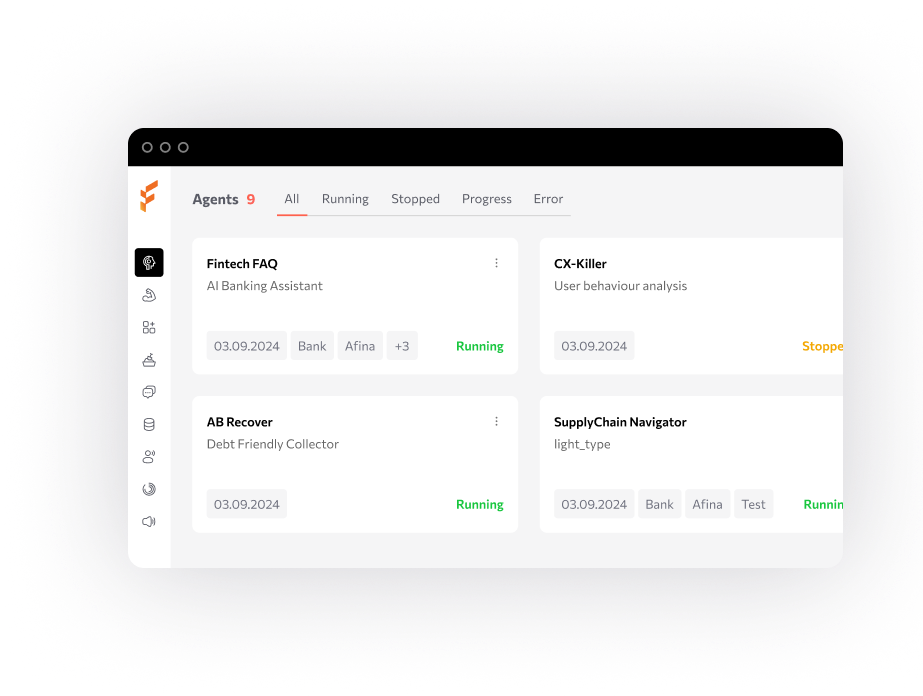 Agents 9 All Running Stopped Progress Error
Fintech FAQ
AI Banking Assistant
03.09.2024 Bank Afina +3 Running
CX-Killer
User behaviour analysis
03.09.2024 Stoppe
AB Recover
Debt Friendly Collector
03.09.2024 Running
SupplyChain Navigator
light_type
03.09.2024 Bank Afina Test Runnin